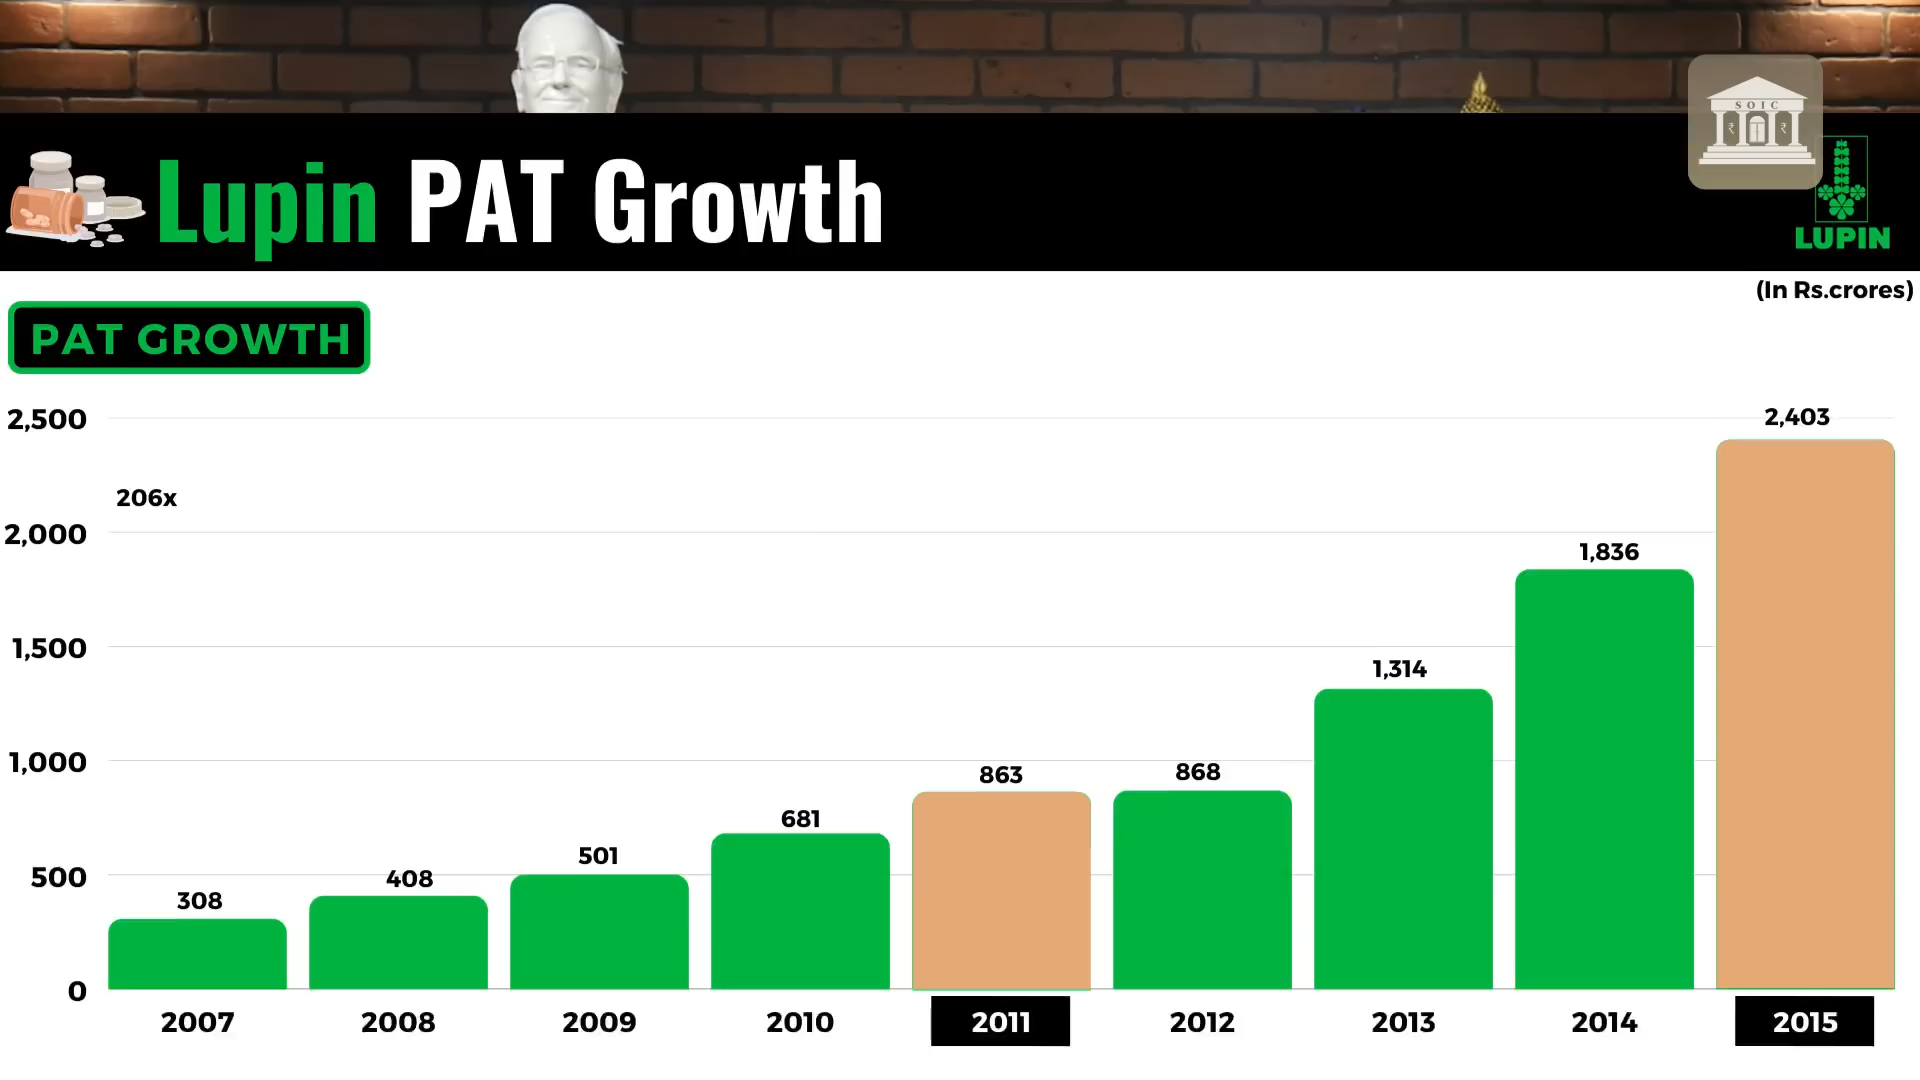 SOIC
₹ ₹
Lupin PAT Growth
LUPIN
(In Rs.crores)
PAT GROWTH
2,500
2,000
1,500
1,000
500
0
206x
308
408
501
681
863
868
1,314
1,836
2,403
2007 2008 2009 2010 2011 2012 2013 2014 2015